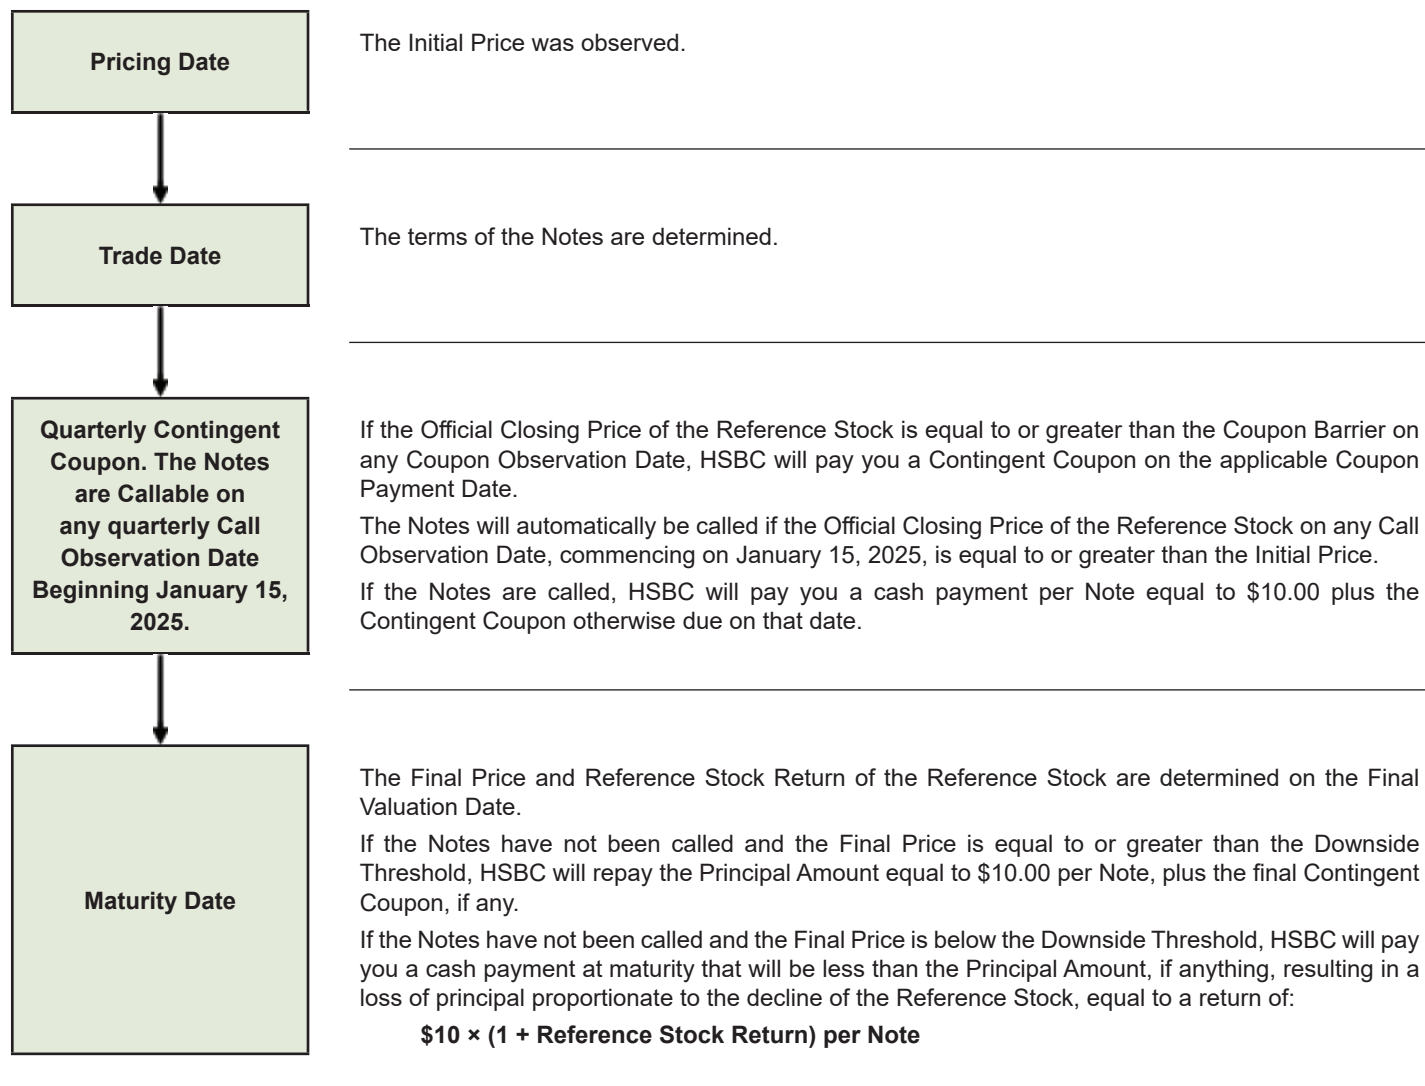 Pricing Date
The Initial Price was observed.
Trade Date
The terms of the Notes are determined.
Quarterly Contingent
Coupon. The Notes
are Callable on
any quarterly Call
Observation Date
Beginning January 15,
2025.
If the Official Closing Price of the Reference Stock is equal to or greater than the Coupon Barrier on
any Coupon Observation Date, HSBC will pay you a Contingent Coupon on the applicable Coupon
Payment Date.
The Notes will automatically be called if the Official Closing Price of the Reference Stock on any Call
Observation Date, commencing on January 15, 2025, is equal to or greater than the Initial Price.
If the Notes are called, HSBC will pay you a cash payment per Note equal to $10.00 plus the
Contingent Coupon otherwise due on that date.
Maturity Date
The Final Price and Reference Stock Return of the Reference Stock are determined on the Final
Valuation Date.
If the Notes have not been called and the Final Price is equal to or greater than the Downside
Threshold, HSBC will repay the Principal Amount equal to $10.00 per Note, plus the final Contingent
Coupon, if any.
If the Notes have not been called and the Final Price is below the Downside Threshold, HSBC will pay
you a cash payment at maturity that will be less than the Principal Amount, if anything, resulting in a
loss of principal proportionate to the decline of the Reference Stock, equal to a return of:
$10 × (1 + Reference Stock Return) per Note